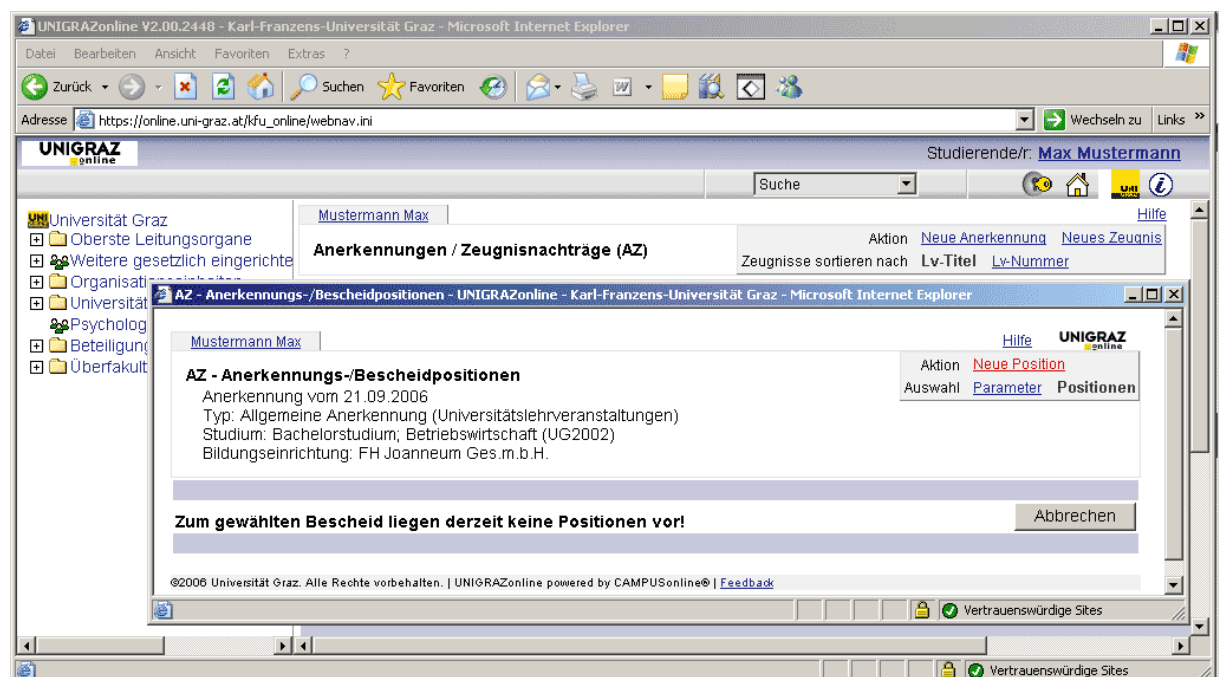 UNIGRAZonline V2.00.2448 - Karl-Franzens-Universität Graz - Microsoft Internet Explorer
Datei Bearbeiten Ansicht Favoriten Extras ?
Zurück Suchen Favoriten
Adresse https://online.uni-graz.at/kfu_online/webnav.ini Wechseln zu Links »
UNIGRAZ online Studierende/r: Max Mustermann
Suche
Universität Graz
Oberste Leitungsorgane
Weitere gesetzlich eingerichte
Organisationseinheiten
Universität
Psycholog
Beteiligung
Überfakult
Mustermann Max Hilfe
Anerkennungen / Zeugnisnachträge (AZ) Aktion Neue Anerkennung Neues Zeugnis
Zeugnisse sortieren nach Lv-Titel Lv-Nummer
AZ - Anerkennungs-/Bescheidpositionen - UNIGRAZonline - Karl-Franzens-Universität Graz - Microsoft Internet Explorer
Mustermann Max Hilfe UNIGRAZ online
Aktion Neue Position
AZ - Anerkennungs-/Bescheidpositionen Auswahl Parameter Positionen
Anerkennung vom 21.09.2006
Typ: Allgemeine Anerkennung (Universitätslehrveranstaltungen)
Studium: Bachelorstudium; Betriebswirtschaft (UG2002)
Bildungseinrichtung: FH Joanneum Ges.m.b.H.
Zum gewählten Bescheid liegen derzeit keine Positionen vor! Abbrechen
©2006 Universität Graz. Alle Rechte vorbehalten. | UNIGRAZonline powered by CAMPUSonline® | Feedback
Vertrauenswürdige Sites
Vertrauenswürdige Sites